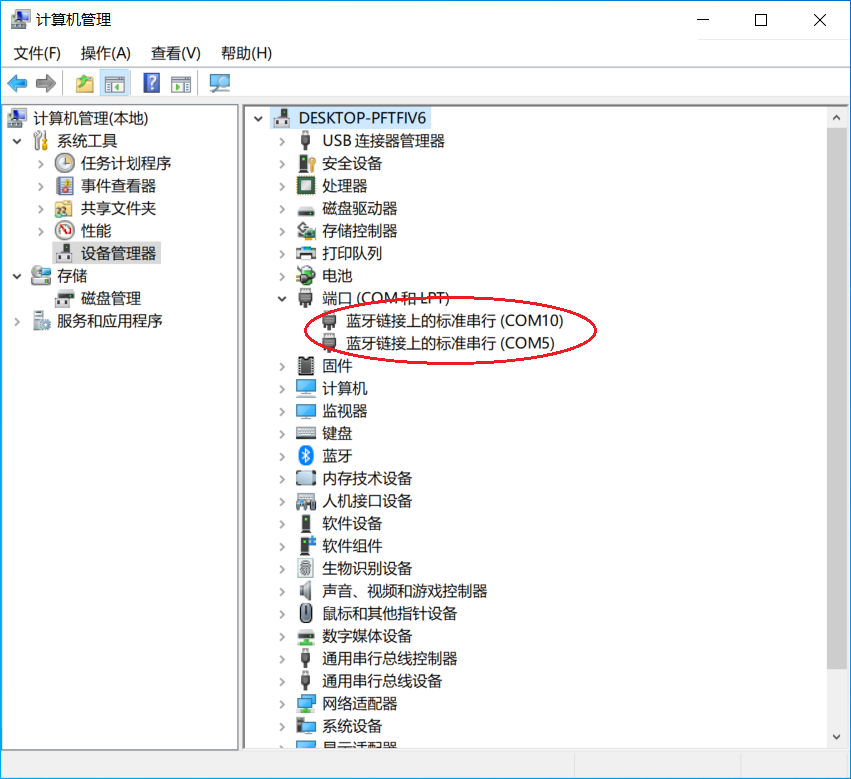 计算机管理
文件(F) 操作(A) 查看(V) 帮助(H)
计算机管理(本地)
系统工具
任务计划程序
事件查看器
共享文件夹
性能
设备管理器
存储
磁盘管理
服务和应用程序
DESKTOP-PFTFIV6
USB 连接器管理器
安全设备
处理器
磁盘驱动器
存储控制器
打印队列
电池
端口 (COM 和 LPT)
蓝牙链接上的标准串行 (COM10)
蓝牙链接上的标准串行 (COM5)
固件
计算机
监视器
键盘
蓝牙
内存技术设备
人机接口设备
软件设备
软件组件
生物识别设备
声音、视频和游戏控制器
鼠标和其他指针设备
数字媒体设备
通用串行总线控制器
通用串行总线设备
网络适配器
系统设备
显示适配器